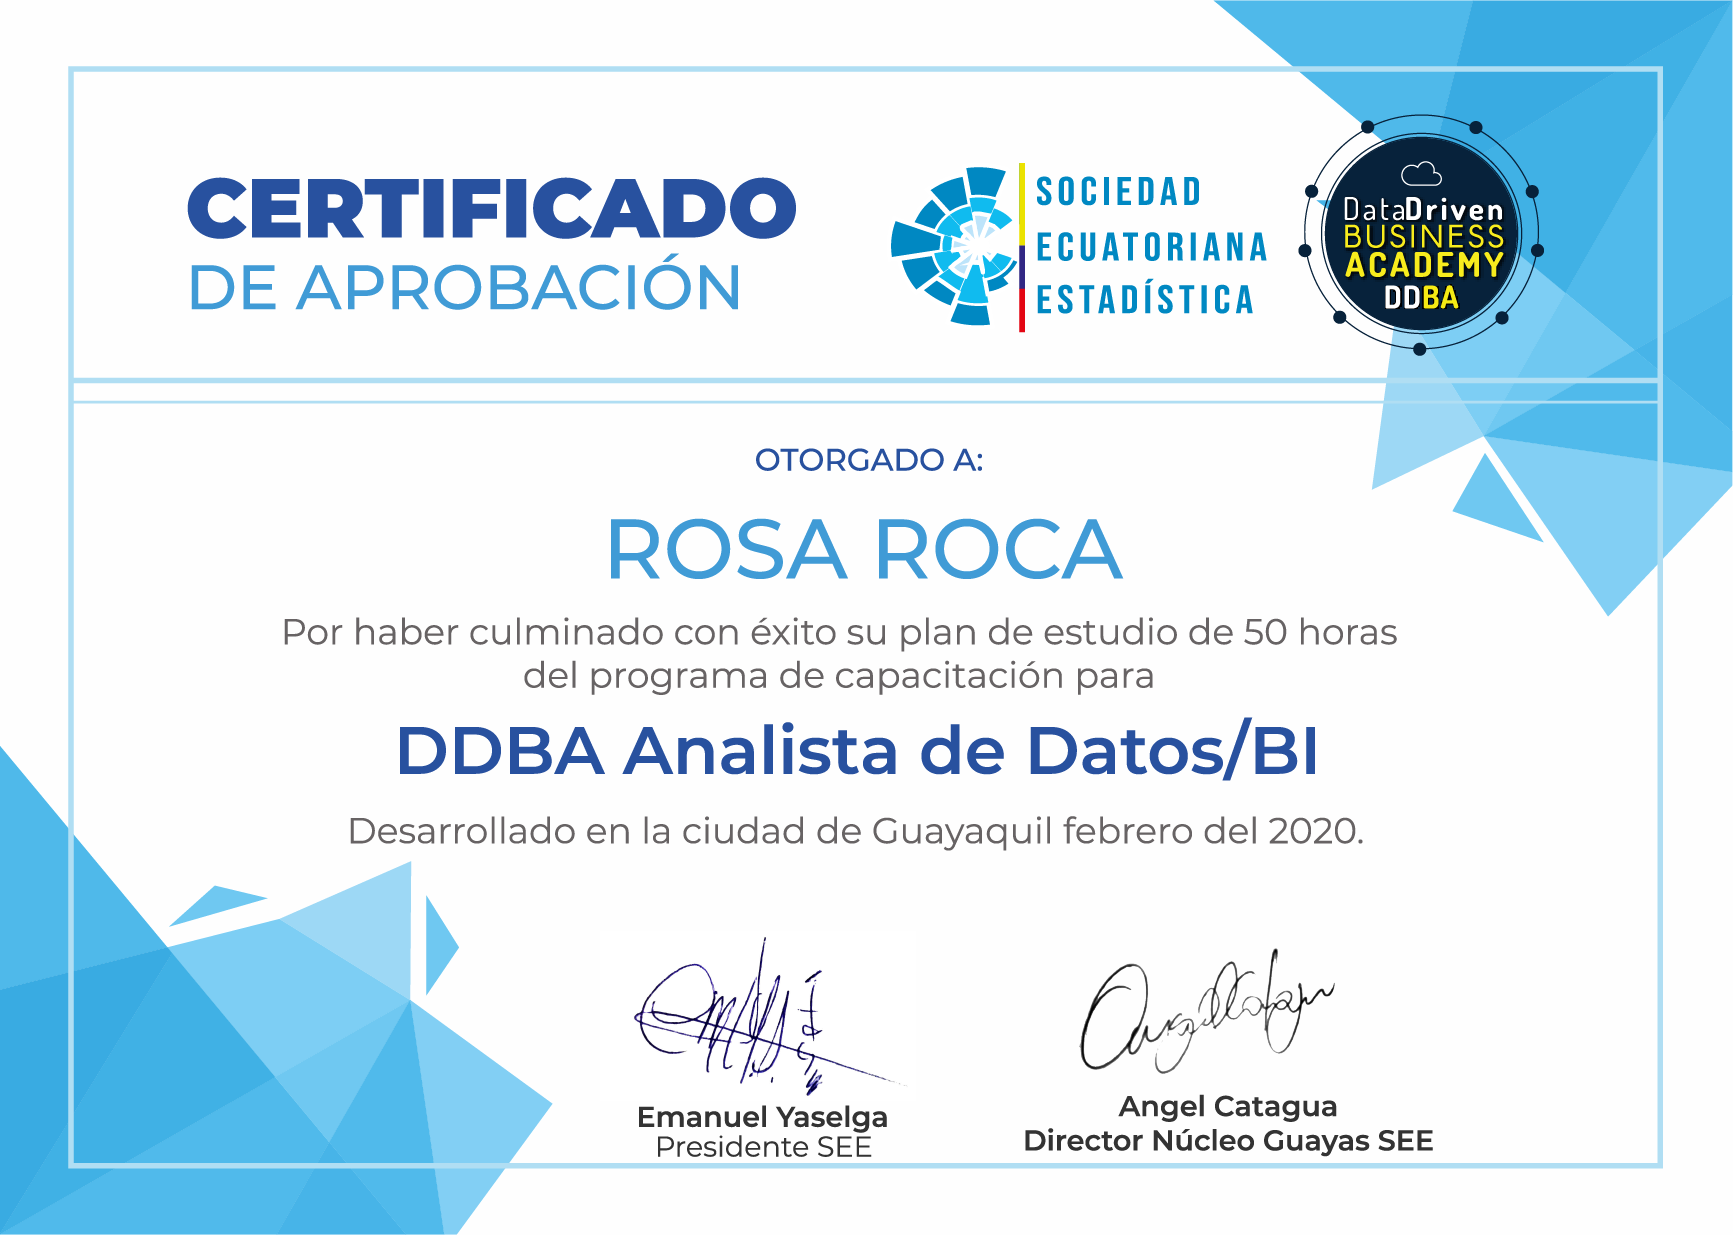 CERTIFICADO
DE APROBACIÓN
SOCIEDAD
ECUATORIANA
ESTADÍSTICA
DataDriven
BUSINESS
ACADEMY
DDBA
OTORGADO A:
ROSA ROCA
Por haber culminado con éxito su plan de estudio de 50 horas
del programa de capacitación para
DDBA Analista de Datos/BI
Desarrollado en la ciudad de Guayaquil febrero del 2020.
Emanuel Yaselga
Presidente SEE
Angel Catagua
Director Núcleo Guayas SEE